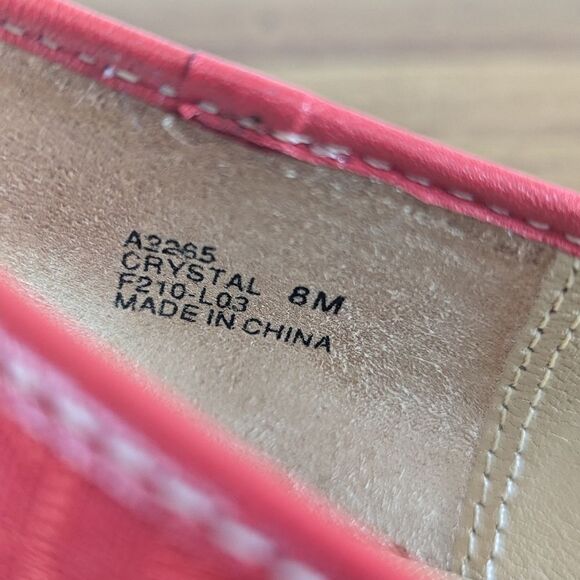 A2265
CRYSTAL 8M
F210-L03
MADE IN CHINA